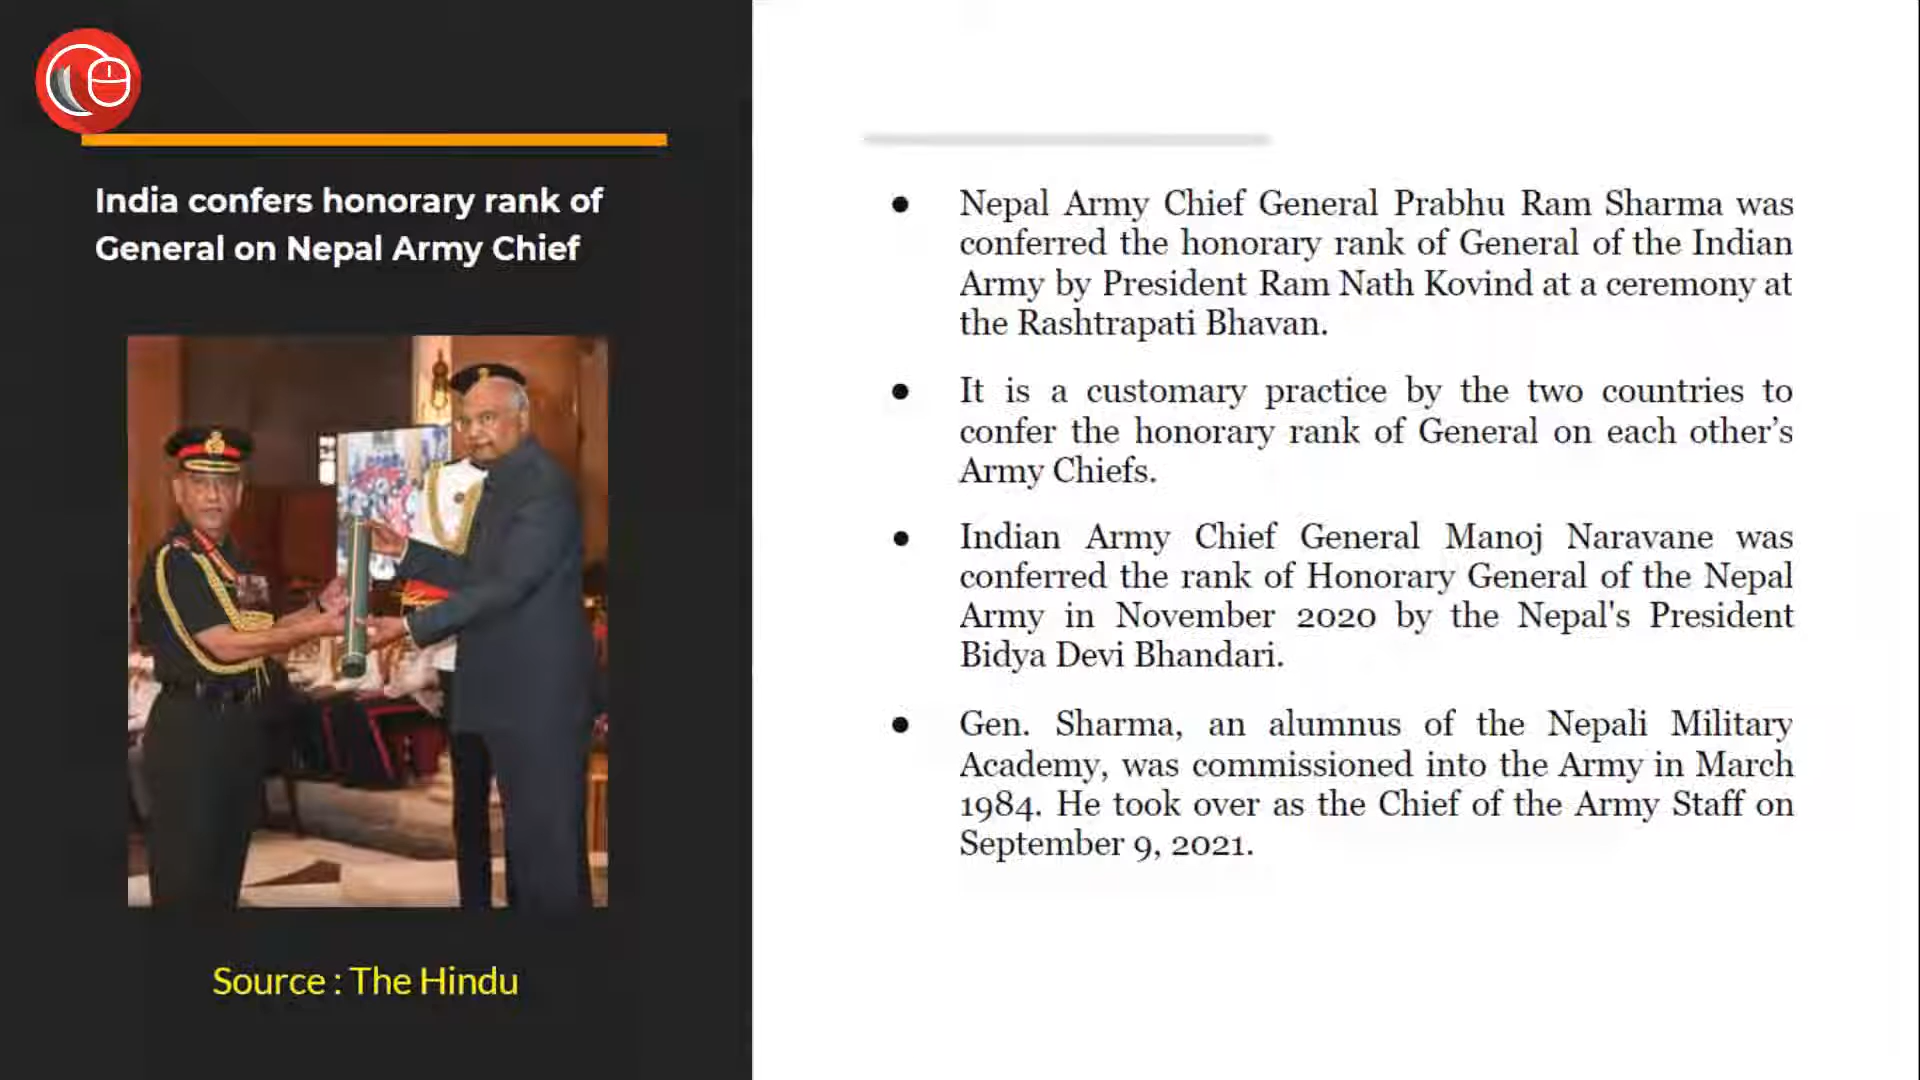 India confers honorary rank of
General on Nepal Army Chief
Source : The Hindu
● Nepal Army Chief General Prabhu Ram Sharma was
conferred the honorary rank of General of the Indian
Army by President Ram Nath Kovind at a ceremony at
the Rashtrapati Bhavan.
● It is a customary practice by the two countries to
confer the honorary rank of General on each other’s
Army Chiefs.
● Indian Army Chief General Manoj Naravane was
conferred the rank of Honorary General of the Nepal
Army in November 2020 by the Nepal's President
Bidya Devi Bhandari.
● Gen. Sharma, an alumnus of the Nepali Military
Academy, was commissioned into the Army in March
1984. He took over as the Chief of the Army Staff on
September 9, 2021.